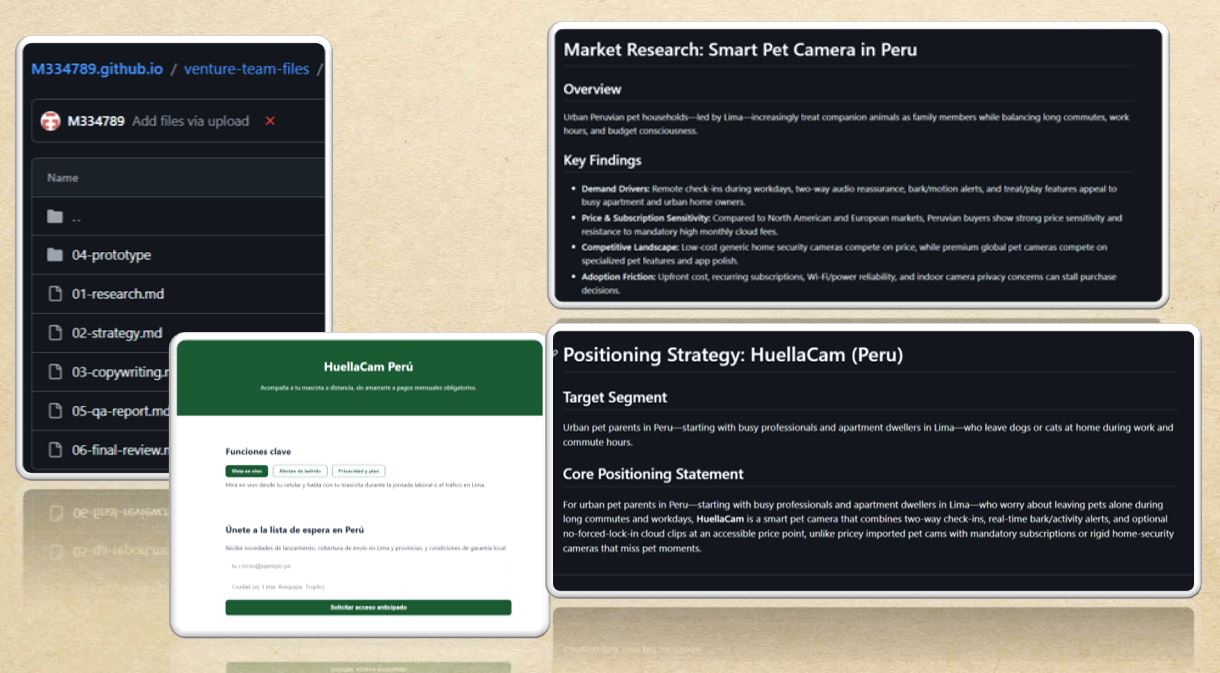 M334789.github.io / venture-team-files /
M334789 Add files via upload
Name
..
04-prototype
01-research.md
02-strategy.md
03-copywriting.m
05-qa-report.md
06-final-review.m
Market Research: Smart Pet Camera in Peru
Overview
Urban Peruvian pet households—led by Lima—increasingly treat companion animals as family members while balancing long commutes, work
hours, and budget consciousness.
Key Findings
• Demand Drivers: Remote check-ins during workdays, two-way audio reassurance, bark/motion alerts, and treat/play features appeal to
busy apartment and urban home owners.
• Price & Subscription Sensitivity: Compared to North American and European markets, Peruvian buyers show strong price sensitivity and
resistance to mandatory high monthly cloud fees.
• Competitive Landscape: Low-cost generic home security cameras compete on price, while premium global pet cameras compete on
specialized pet features and app polish.
• Adoption Friction: Upfront cost, recurring subscriptions, Wi-Fi/power reliability, and indoor camera privacy concerns can stall purchase
decisions.
HuellaCam Perú
Acompaña a tu mascota a distancia, sin amarrarte a pagos mensuales obligatorios.
Funciones clave
Vista en vivo
Alertas de ladrido
Privacidad y plan
Mira en vivo desde tu celular y habla con tu mascota durante la jornada laboral o el tráfico en Lima.
Únete a la lista de espera en Perú
Recibe novedades de lanzamiento, cobertura de envío en Lima y provincias, y condiciones de garantía local.
tu.correo@ejemplo.pe
Ciudad (ej. Lima, Arequipa, Trujillo)
Solicitar acceso anticipado
Positioning Strategy: HuellaCam (Peru)
Target Segment
Urban pet parents in Peru—starting with busy professionals and apartment dwellers in Lima—who leave dogs or cats at home during work and
commute hours.
Core Positioning Statement
For urban pet parents in Peru—starting with busy professionals and apartment dwellers in Lima—who worry about leaving pets alone during
long commutes and workdays, HuellaCam is a smart pet camera that combines two-way check-ins, real-time bark/activity alerts, and optional
no-forced-lock-in cloud clips at an accessible price point, unlike pricey imported pet cams with mandatory subscriptions or rigid home-security
cameras that miss pet moments.